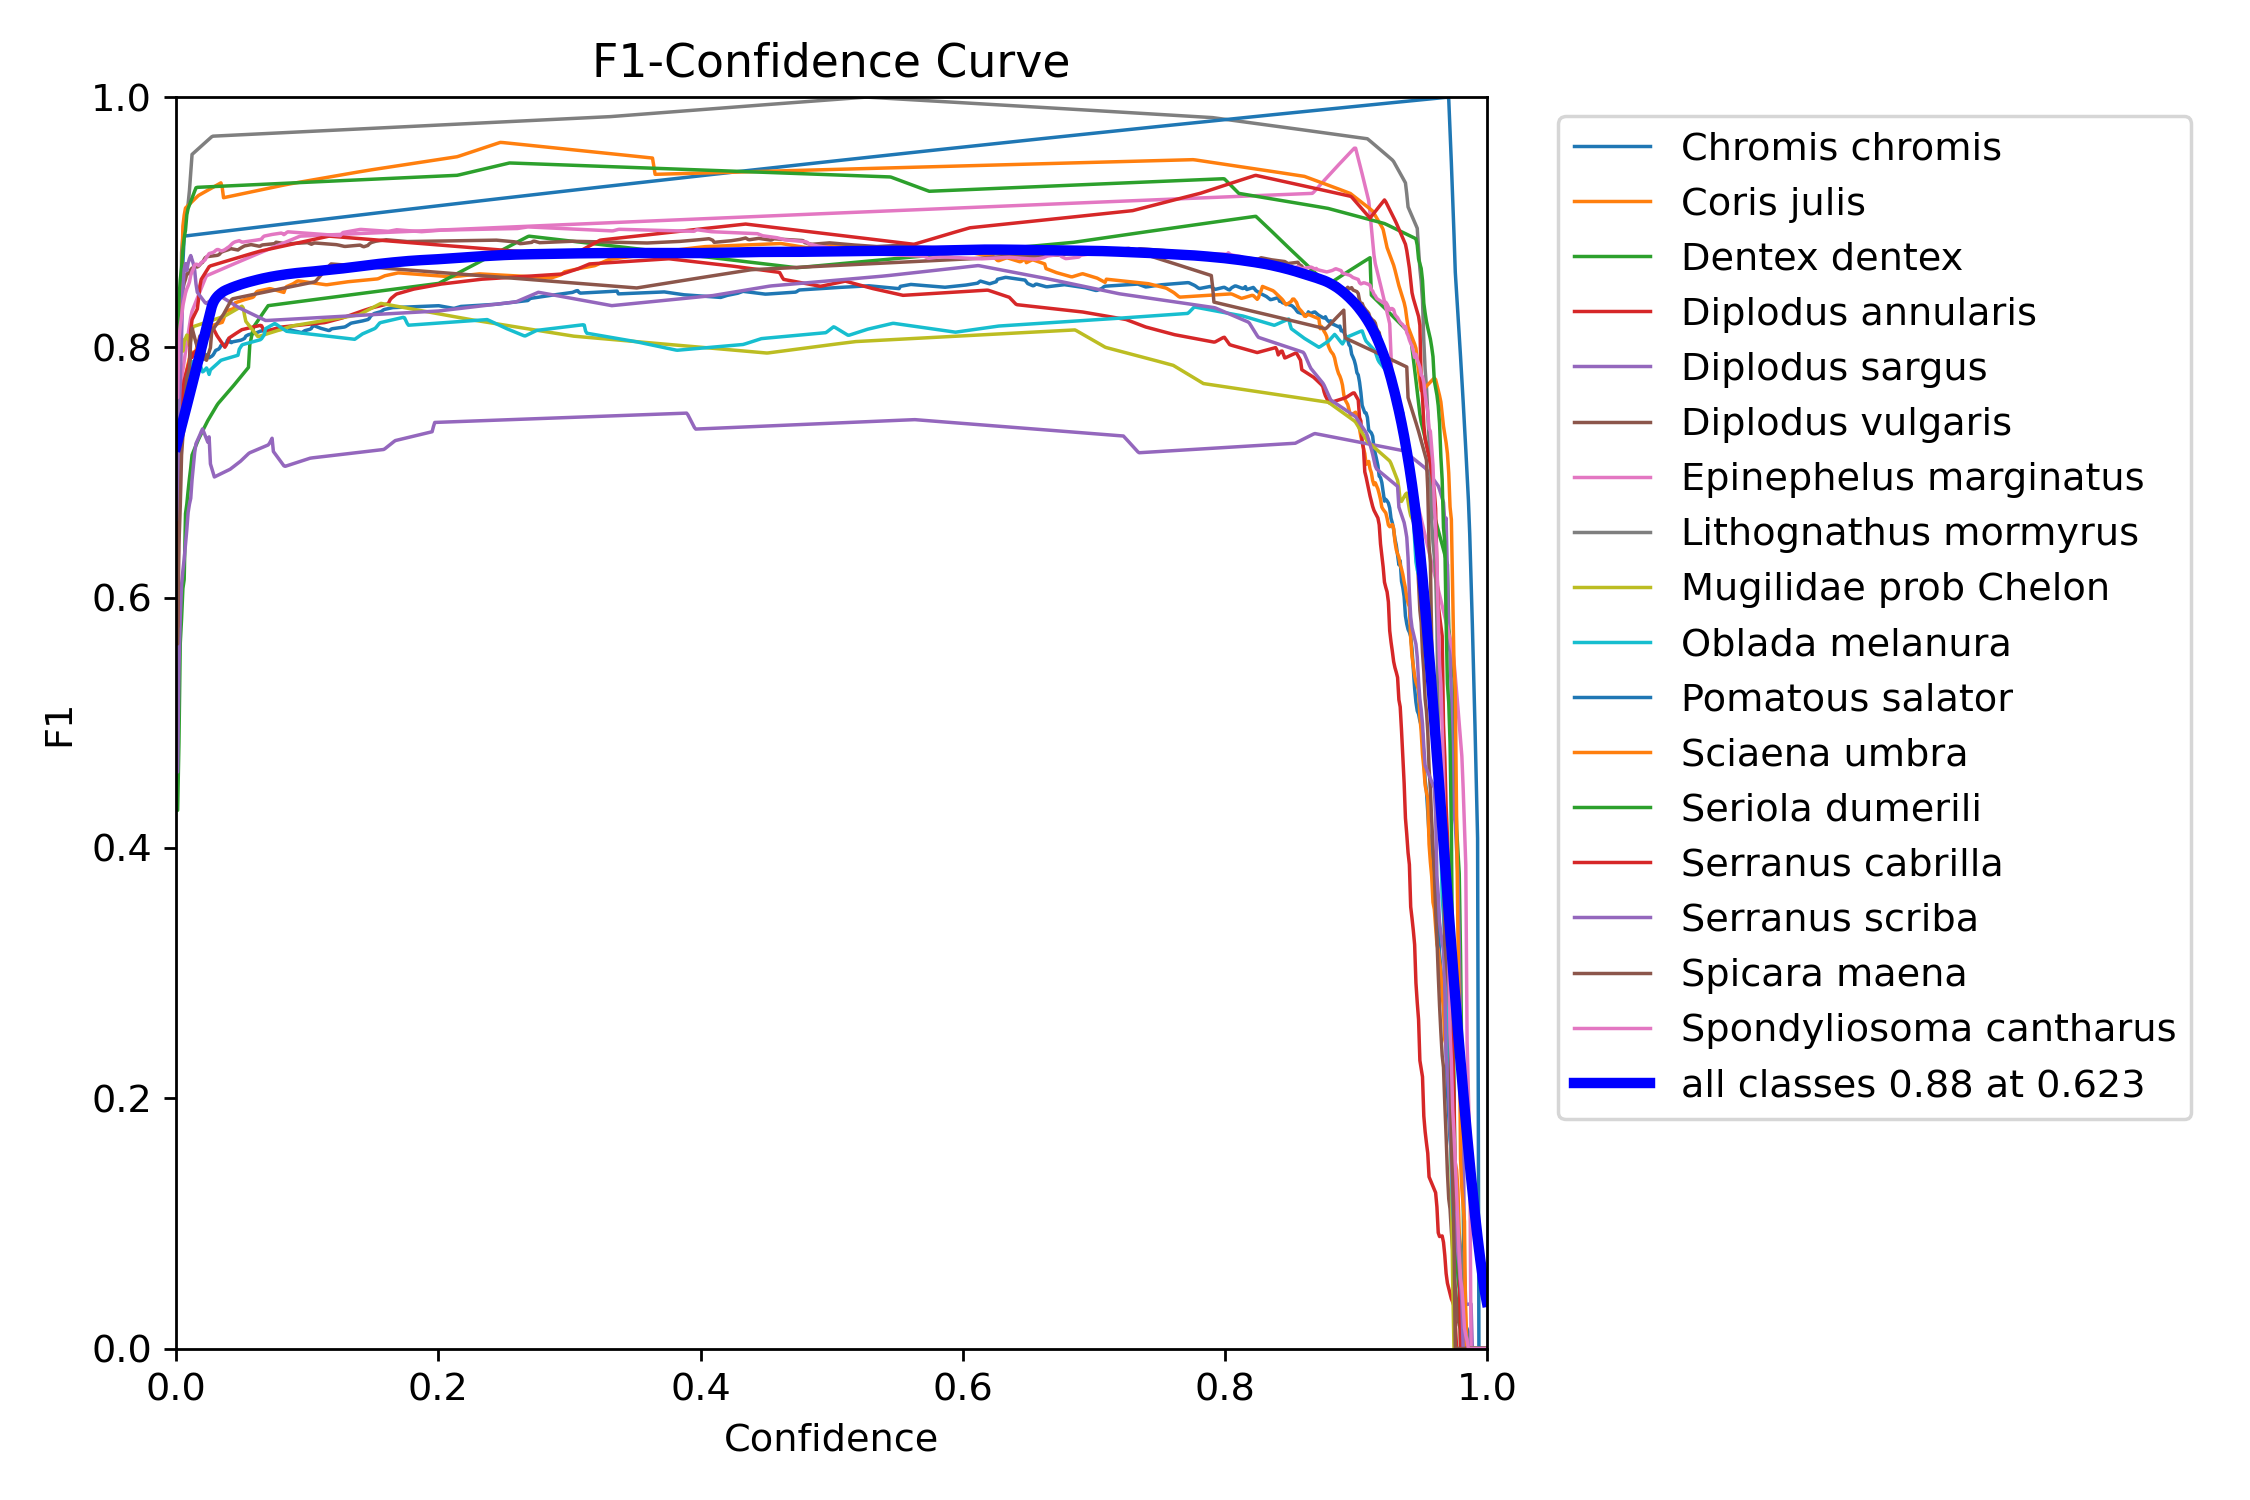 F1-Confidence Curve
1.0
0.8
0.6
0.4
0.2
0.0
F1
0.0 0.2 0.4 0.6 0.8 1.0
Confidence
Chromis chromis
Coris julis
Dentex dentex
Diplodus annularis
Diplodus sargus
Diplodus vulgaris
Epinephelus marginatus
Lithognathus mormyrus
Mugilidae prob Chelon
Oblada melanura
Pomatous salator
Sciaena umbra
Seriola dumerili
Serranus cabrilla
Serranus scriba
Spicara maena
Spondyliosoma cantharus
all classes 0.88 at 0.623